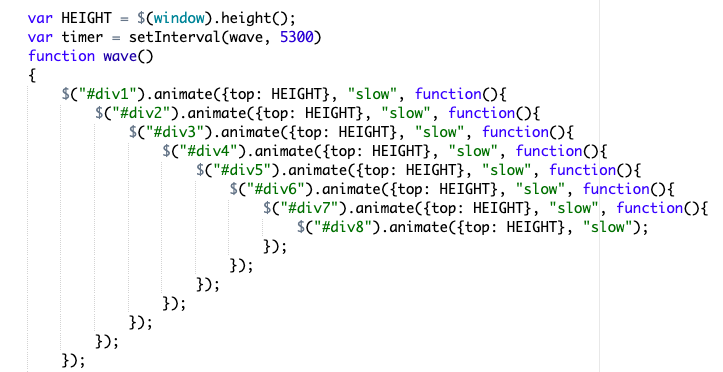 var HEIGHT = $(window).height();
var timer = setInterval(wave, 5300)
function wave()
{
    $("#div1").animate({top: HEIGHT}, "slow", function(){
        $("#div2").animate({top: HEIGHT}, "slow", function(){
            $("#div3").animate({top: HEIGHT}, "slow", function(){
                $("#div4").animate({top: HEIGHT}, "slow", function(){
                    $("#div5").animate({top: HEIGHT}, "slow", function(){
                        $("#div6").animate({top: HEIGHT}, "slow", function(){
                            $("#div7").animate({top: HEIGHT}, "slow", function(){
                                $("#div8").animate({top: HEIGHT}, "slow");
                            });
                        });
                    });
                });
            });
        });
    });